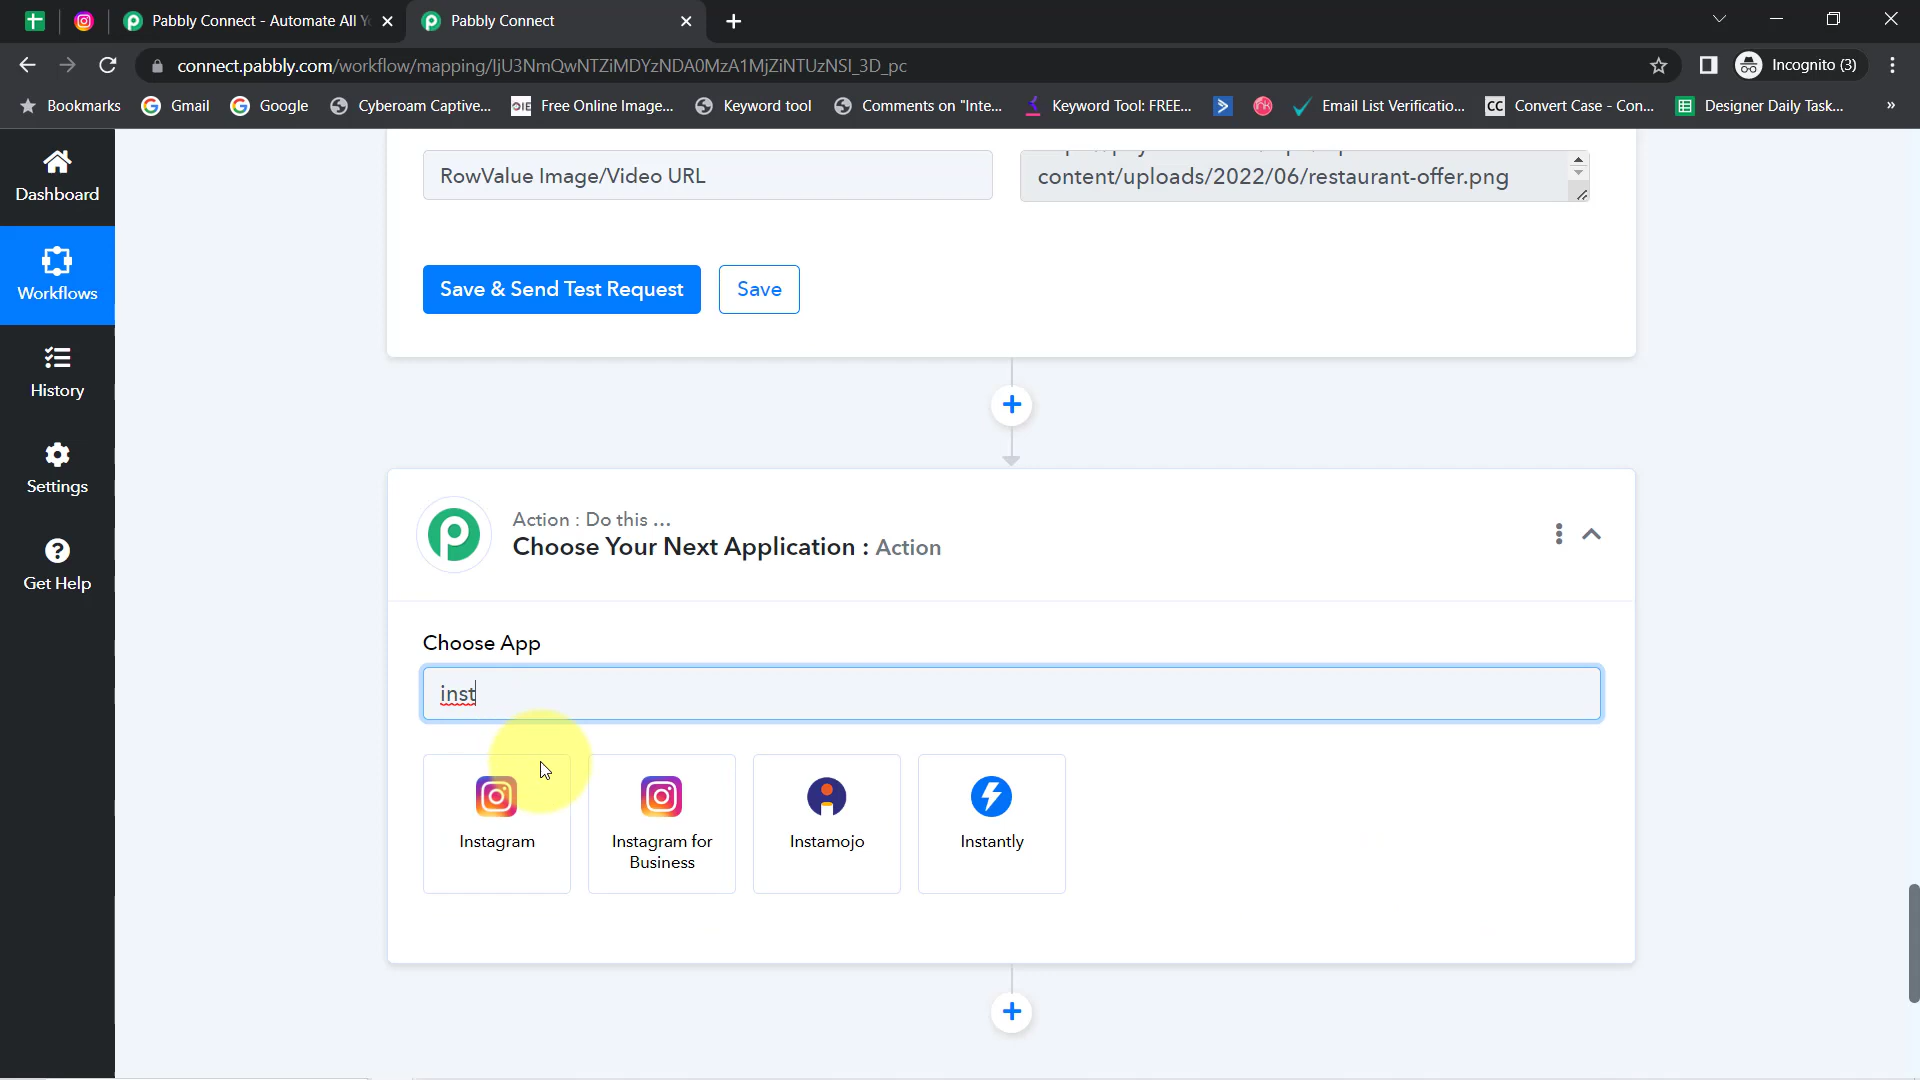 Pabbly Connect - Automate All Y
Pabbly Connect
connect.pabbly.com/workflow/mapping/IjU3NmQwNTZiMDYzNDA0MzA1MjZiNTUzNSI_3D_pc
Incognito (3)
Bookmarks
Gmail
Google
Cyberoam Captive...
OIE
Free Online Image...
Keyword tool
Comments on "Inte...
Keyword Tool: FREE...
Email List Verificatio...
CC
Convert Case - Con...
Designer Daily Task...
»
Dashboard
Workflows
History
Settings
Get Help
RowValue Image/Video URL
content/uploads/2022/06/restaurant-offer.png
Save & Send Test Request
Save
Action : Do this ...
Choose Your Next Application : Action
Choose App
inst
Instagram
Instagram for
Business
Instamojo
Instantly